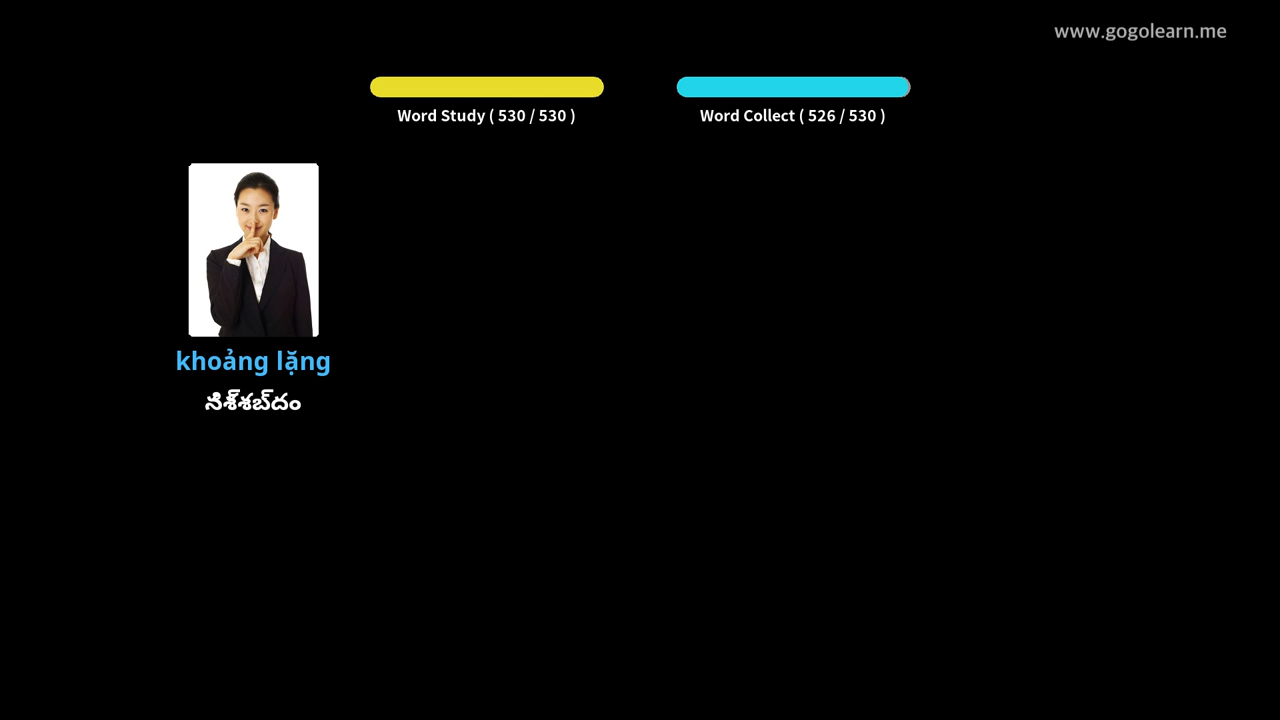 www.gogolearn.me
Word Study ( 530 / 530 )
Word Collect ( 526 / 530 )
khoảng lặng
నిశ్శబ్దం